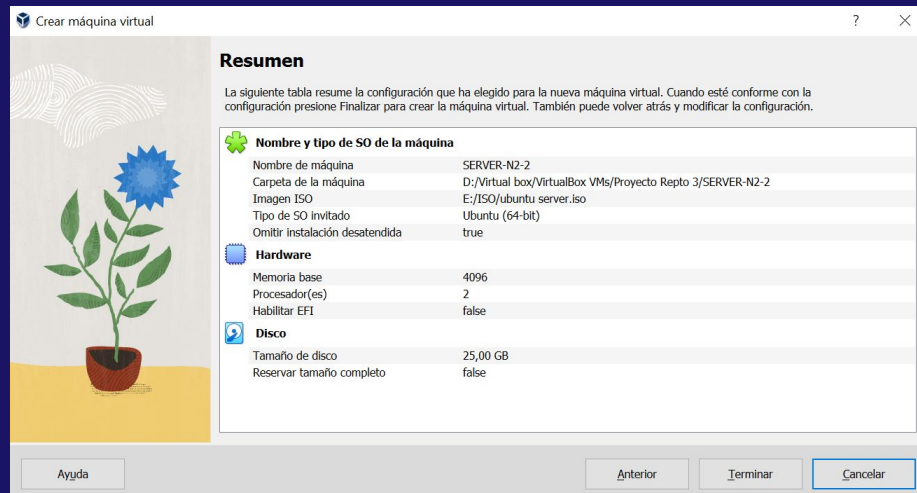 Crear máquina virtual
?
Resumen
La siguiente tabla resume la configuración que ha elegido para la nueva máquina virtual. Cuando esté conforme con la
configuración presione Finalizar para crear la máquina virtual. También puede volver atrás y modificar la configuración.
Nombre y tipo de SO de la máquina
Nombre de máquina SERVER-N2-2
Carpeta de la máquina D:/Virtual box/VirtualBox VMs/Proyecto Repto 3/SERVER-N2-2
Imagen ISO E:/ISO/ubuntu server.iso
Tipo de SO invitado Ubuntu (64-bit)
Omitir instalación desatendida true
Hardware
Memoria base 4096
Procesador(es) 2
Habilitar EFI false
Disco
Tamaño de disco 25,00 GB
Reservar tamaño completo false
Ayuda Anterior Terminar Cancelar